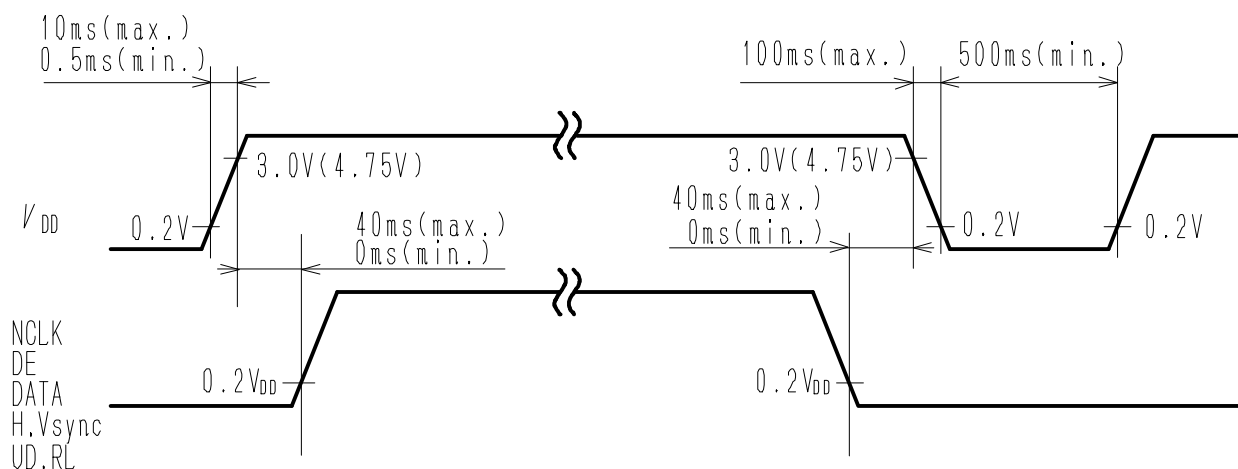 10ms(max.)
0.5ms(min.)
100ms(max.)
500ms(min.)
3.0V(4.75V)
3.0V(4.75V)
VDD
0.2V
40ms(max.)
0ms(min.)
40ms(max.)
0ms(min.)
0.2V
0.2V
NCLK
DE
DATA
H.Vsync
UD.RL
0.2VDD
0.2VDD